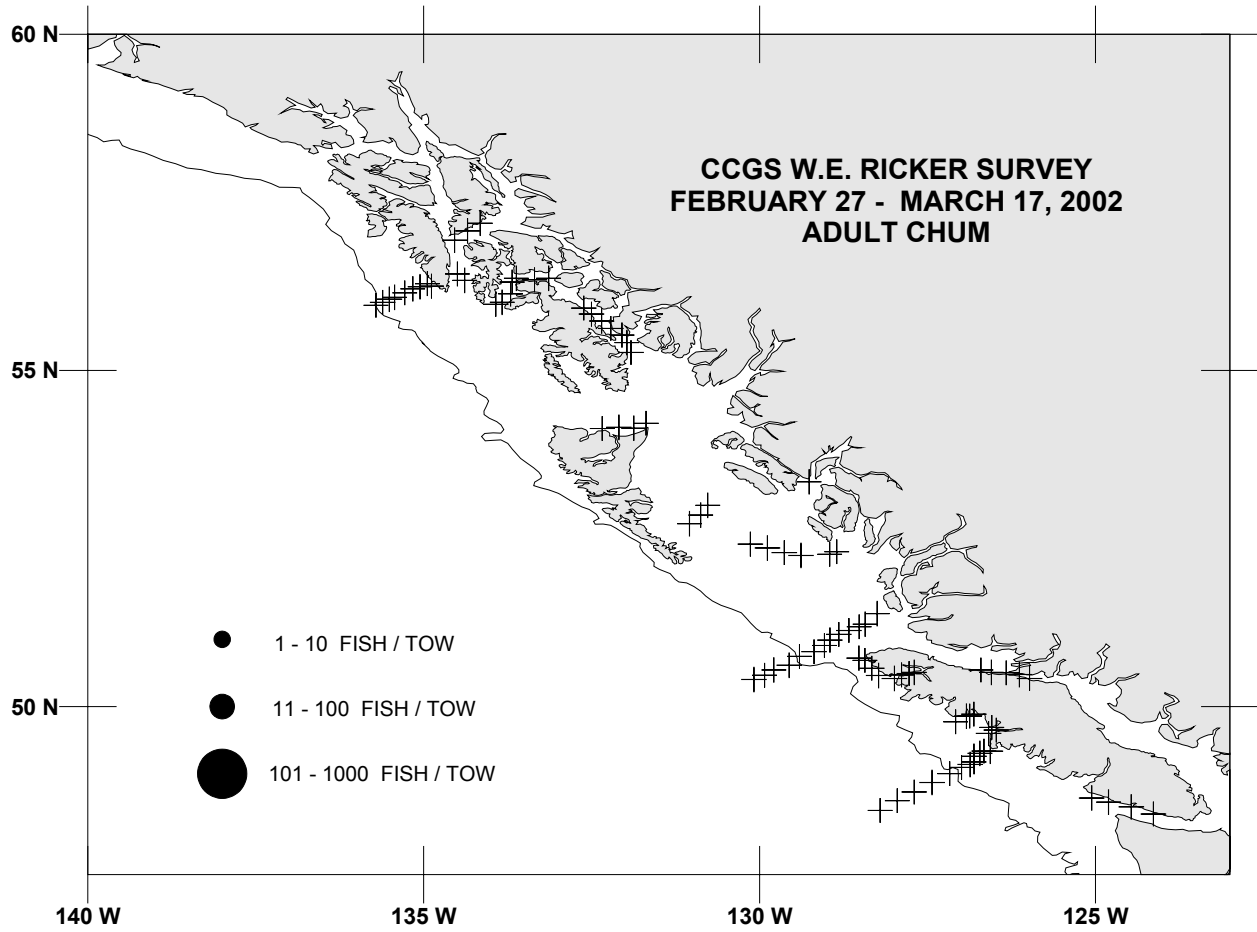 60 N
CCGS W.E. RICKER SURVEY
FEBRUARY 27 - MARCH 17, 2002
ADULT CHUM
55 N
1 - 10 FISH / TOW
50 N
11 - 100 FISH / TOW
101 - 1000 FISH / TOW
140 W 135 W 130 W 125 W